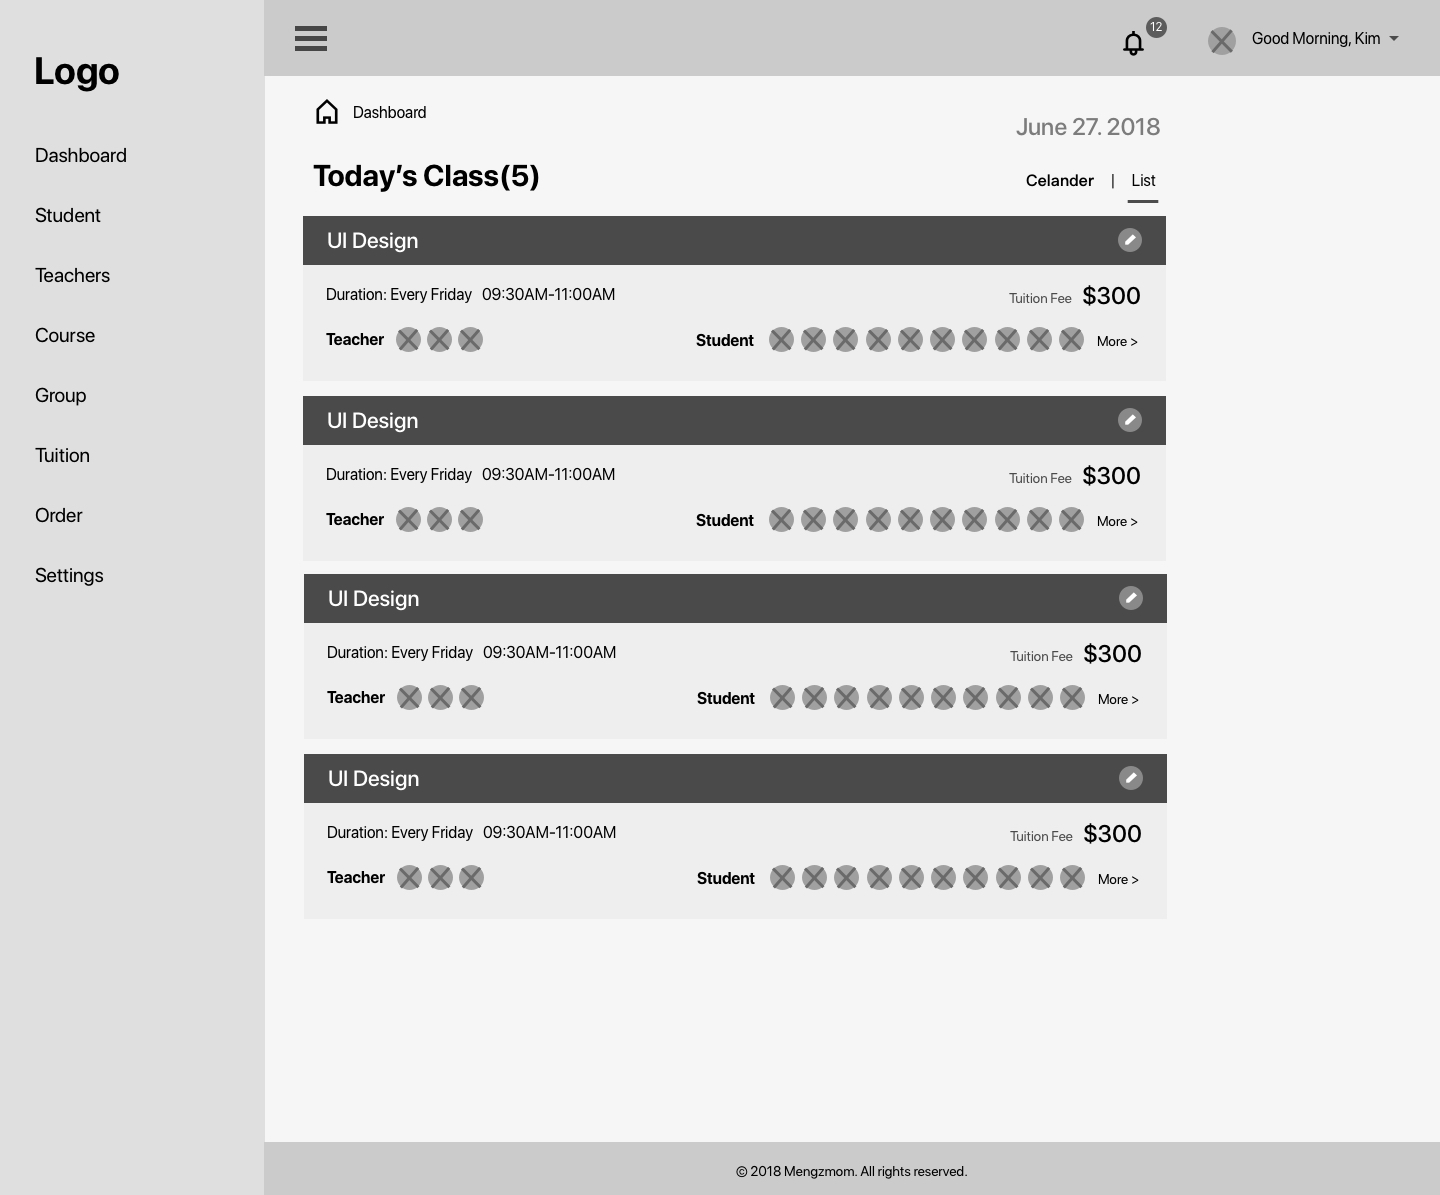 Logo
Dashboard
Student
Teachers
Course
Group
Tuition
Order
Settings
12
Good Morning, Kim
Dashboard
June 27. 2018
Today’s Class(5)
Celander | List
UI Design
Duration: Every Friday 09:30AM-11:00AM
Tuition Fee $300
Teacher
Student
More >
UI Design
Duration: Every Friday 09:30AM-11:00AM
Tuition Fee $300
Teacher
Student
More >
UI Design
Duration: Every Friday 09:30AM-11:00AM
Tuition Fee $300
Teacher
Student
More >
UI Design
Duration: Every Friday 09:30AM-11:00AM
Tuition Fee $300
Teacher
Student
More >
© 2018 Mengzmom. All rights reserved.